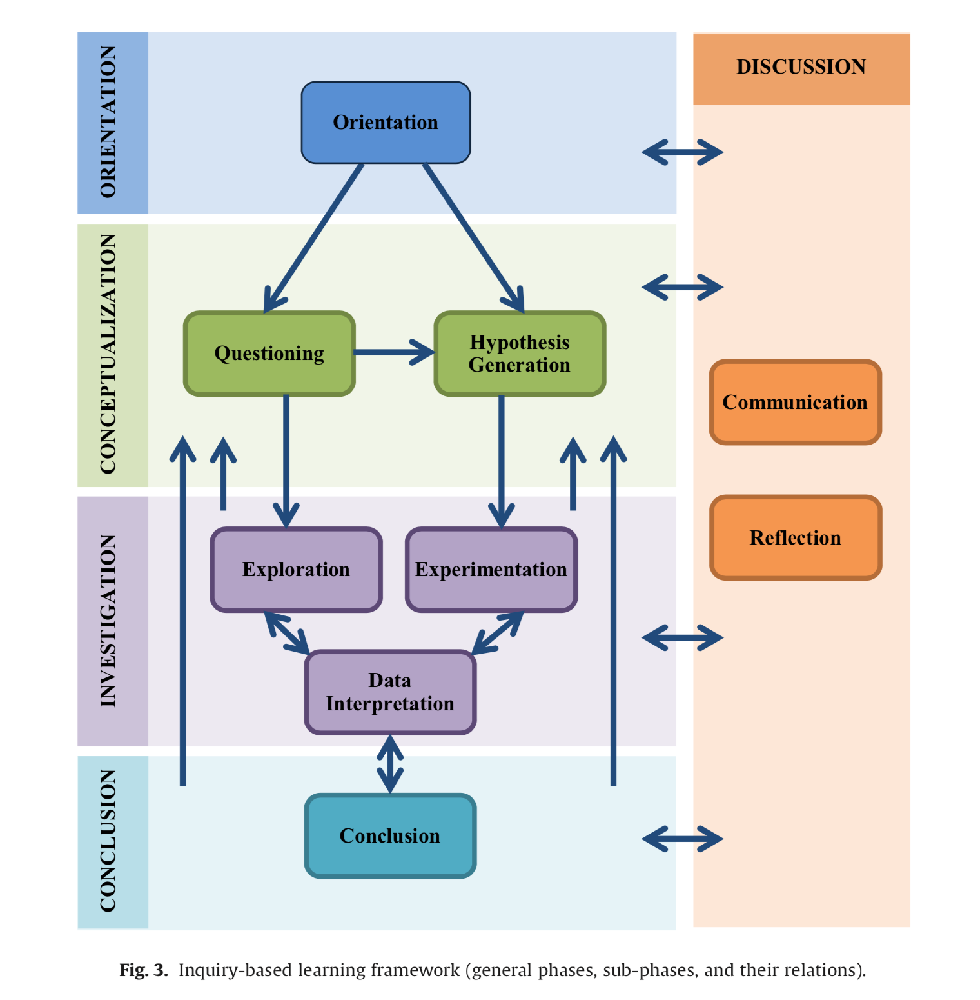 ORIENTATION
Orientation
DISCUSSION
CONCEPTUALIZATION
Questioning
Hypothesis
Generation
Communication
Reflection
INVESTIGATION
Exploration
Experimentation
Data
Interpretation
CONCLUSION
Conclusion
Fig. 3. Inquiry-based learning framework (general phases, sub-phases, and their relations).